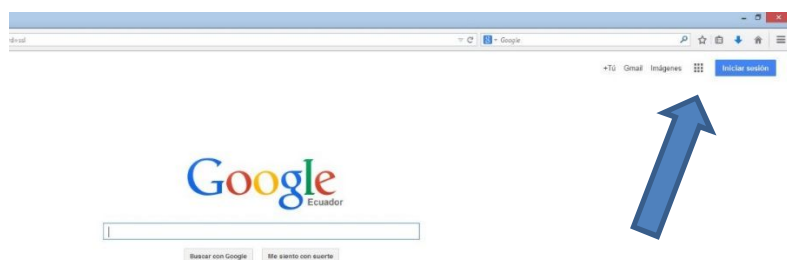 Google
+Tú Gmail Imágenes Iniciar sesión
Google
Ecuador
Buscar con Google Me siento con suerte